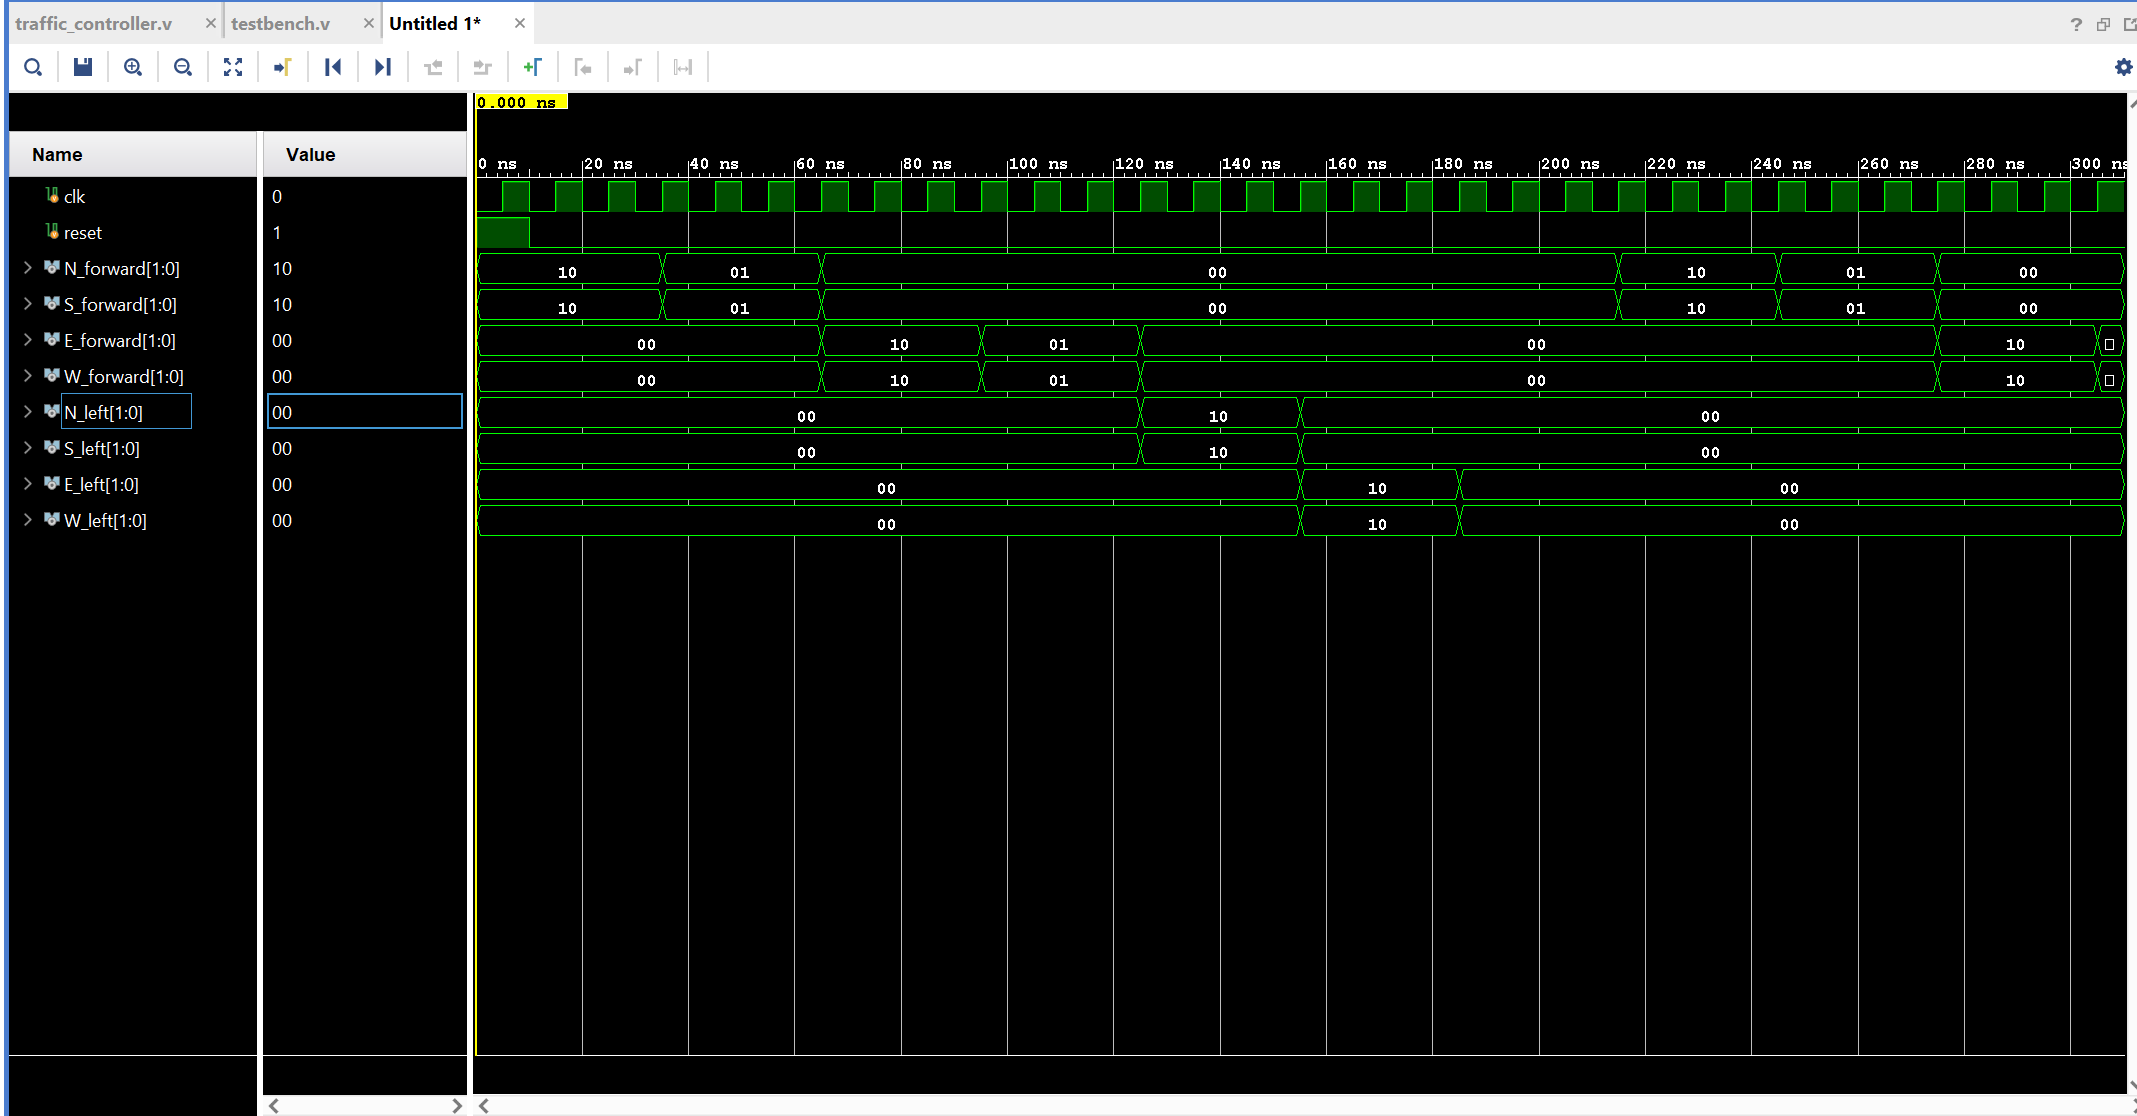 traffic_controller.v × testbench.v × Untitled 1* ×
?
0.000 ns
Name Value
0 ns 20 ns 40 ns 60 ns 80 ns 100 ns 120 ns 140 ns 160 ns 180 ns 200 ns 220 ns 240 ns 260 ns 280 ns 300 ns
clk 0
reset 1
N_forward[1:0] 10 10 01 00 10 01 00
S_forward[1:0] 10 10 01 00 10 01 00
E_forward[1:0] 00 00 10 01 00 10
W_forward[1:0] 00 00 10 01 00 10
N_left[1:0] 00 00 10 00
S_left[1:0] 00 00 10 00
E_left[1:0] 00 00 10 00
W_left[1:0] 00 00 10 00